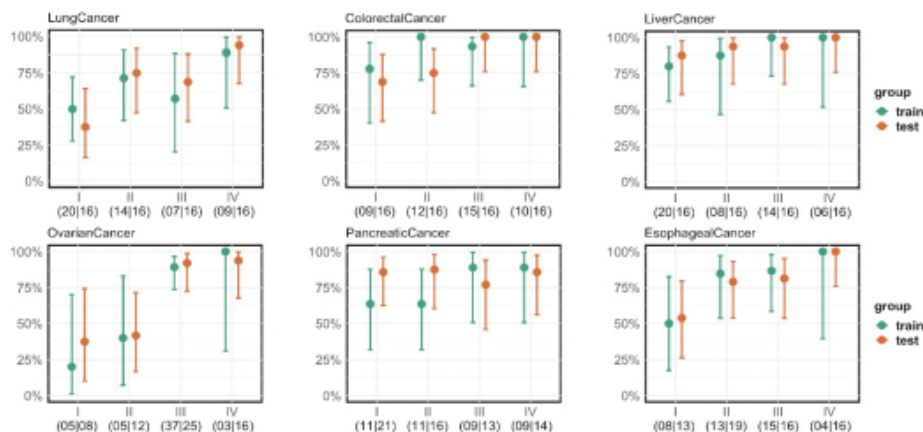 LungCancer
ColorectalCancer
LiverCancer
100%
75%
50%
25%
0%
100%
75%
50%
25%
0%
100%
75%
50%
25%
0%
I II III IV
(20|16) (14|16) (07|16) (09|16)
I II III IV
(09|16) (12|16) (15|16) (10|16)
I II III IV
(20|16) (08|16) (14|16) (06|16)
group
train
test
OvarianCancer
PancreaticCancer
EsophagealCancer
100%
75%
50%
25%
0%
100%
75%
50%
25%
0%
100%
75%
50%
25%
0%
I II III IV
(05|08) (05|12) (37|25) (03|16)
I II III IV
(11|21) (11|16) (09|13) (09|14)
I II III IV
(08|13) (13|19) (15|16) (04|16)
group
train
test